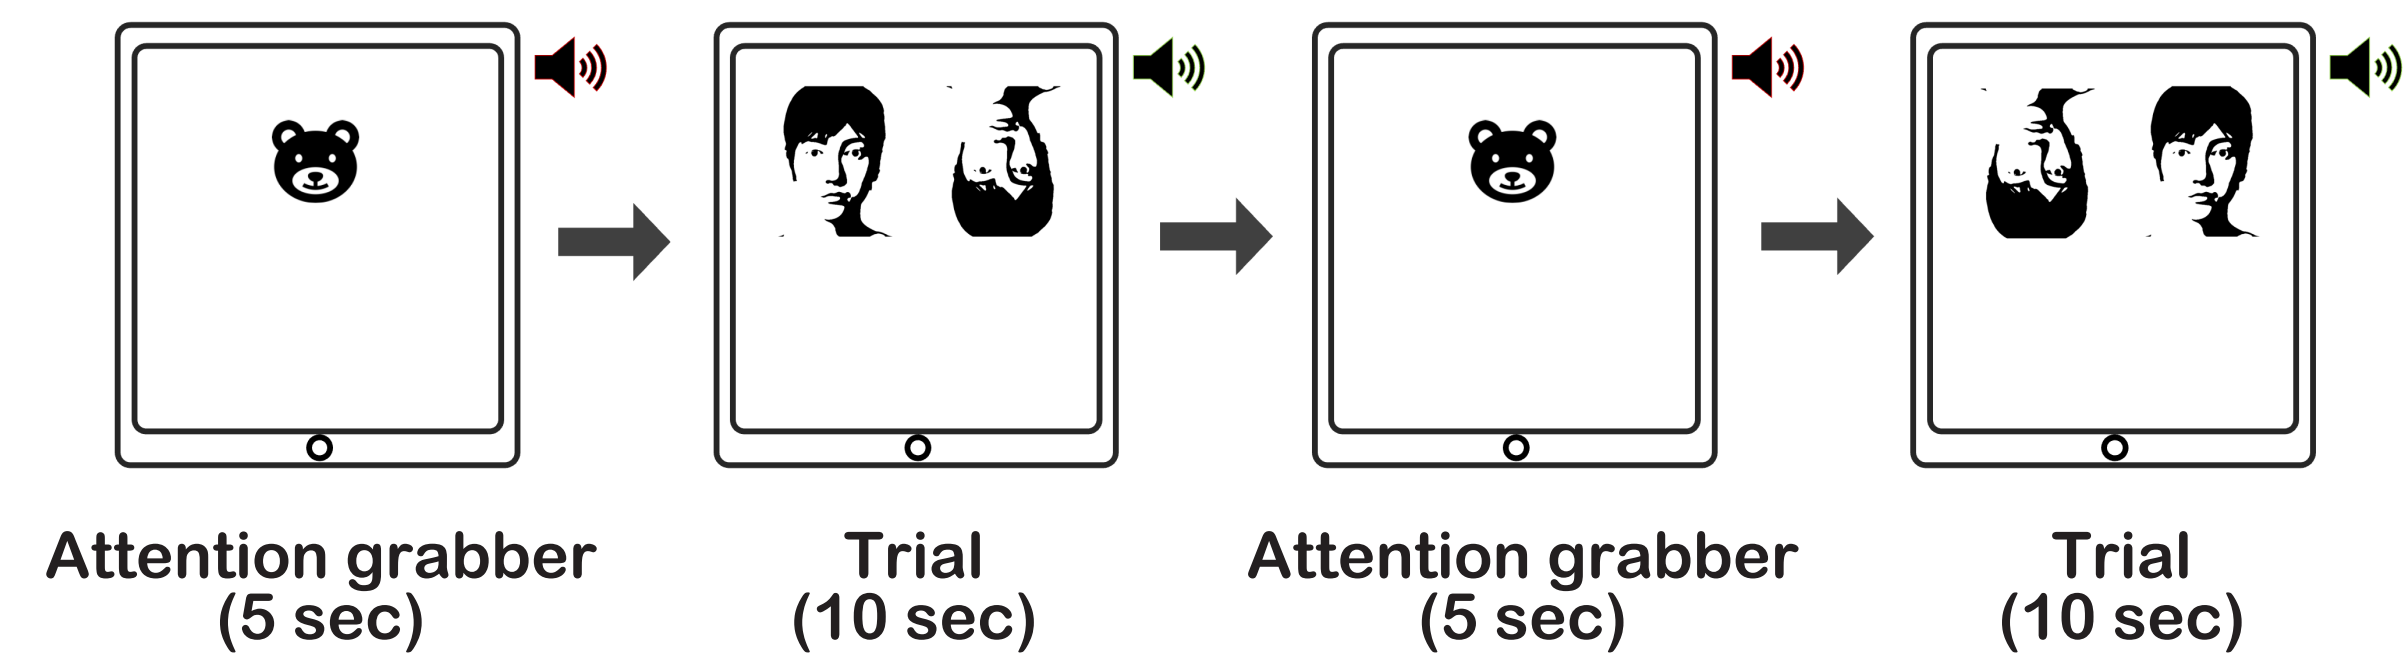 Attention grabber
(5 sec)
Trial
(10 sec)
Attention grabber
(5 sec)
Trial
(10 sec)